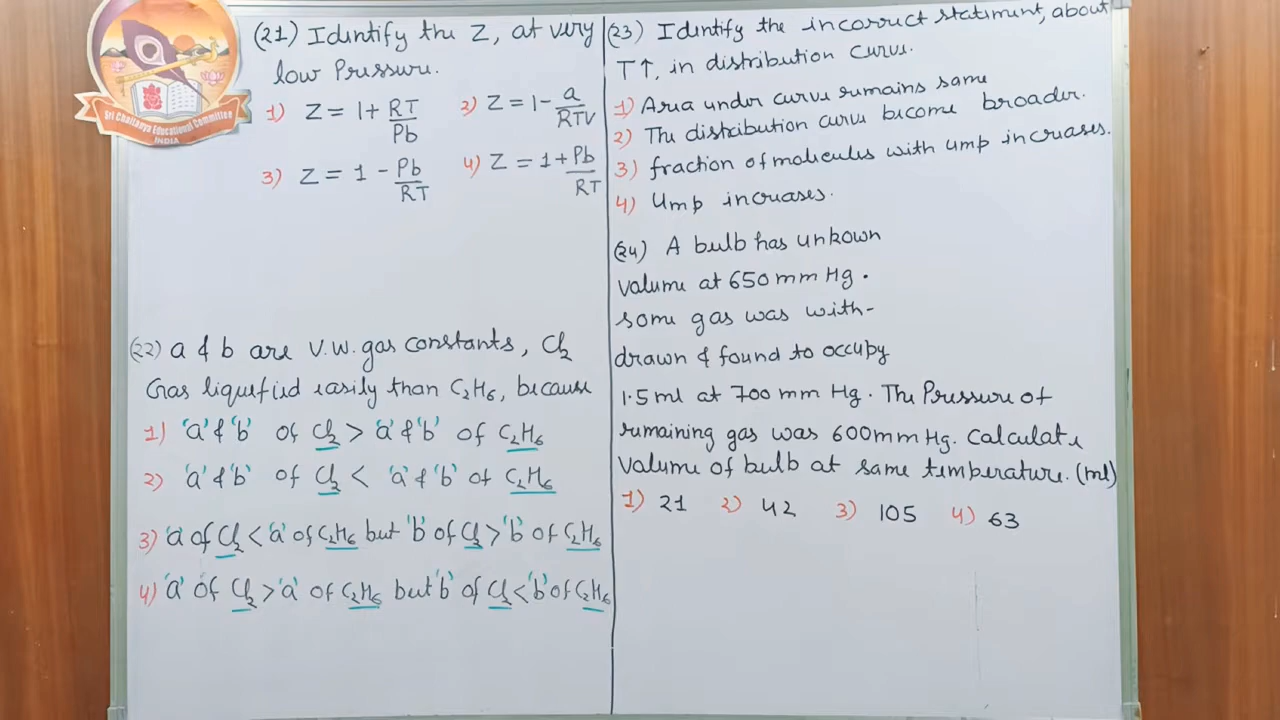 Sri Chaitanya Educational Committee
INDIA
(21) Identify the Z, at very
low Pressure.
1) Z = 1 + RT/Pb 2) Z = 1 - a/RTV
3) Z = 1 - Pb/RT 4) Z = 1 + Pb/RT
(22) a & b are V.W. gas constants, Cl₂
Gas liquefied easily than C₂H₆, because
1) 'a' & 'b' of Cl₂ > 'a' & 'b' of C₂H₆
2) 'a' & 'b' of Cl₂ < 'a' & 'b' of C₂H₆
3) 'a' of Cl₂ < 'a' of C₂H₆ but 'b' of Cl₂ > 'b' of C₂H₆
4) 'a' of Cl₂ > 'a' of C₂H₆ but 'b' of Cl₂ < 'b' of C₂H₆
(23) Identify the incorrect statement, about
T↑, in distribution curve.
1) Area under curve remains same
2) The distribution curve become broader.
3) fraction of molecules with Ump increases.
4) Ump increases.
(24) A bulb has unkown
volume at 650 mm Hg.
some gas was with-
drawn & found to occupy
1.5 ml at 700 mm Hg. The Pressure of
remaining gas was 600 mm Hg. Calculate
volume of bulb at same temperature. (ml)
1) 21 2) 42 3) 105 4) 63